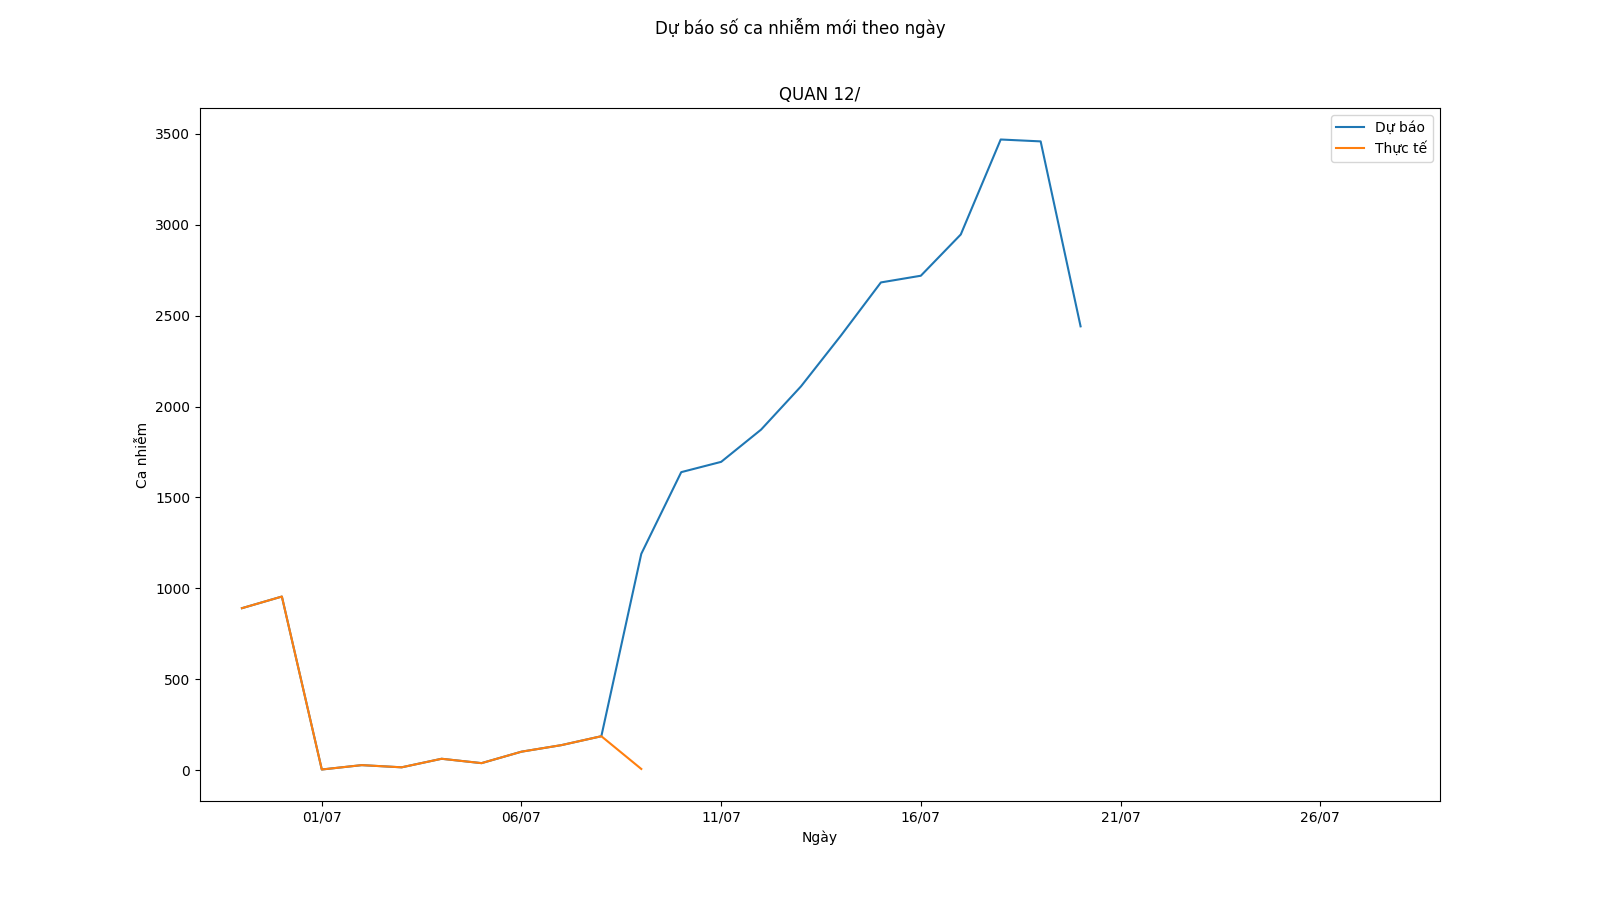 Dự báo số ca nhiễm mới theo ngày
QUAN 12/
Dự báo
Thực tế
3500
3000
2500
2000
1500
1000
500
0
Ca nhiễm
01/07
06/07
11/07
16/07
21/07
26/07
Ngày